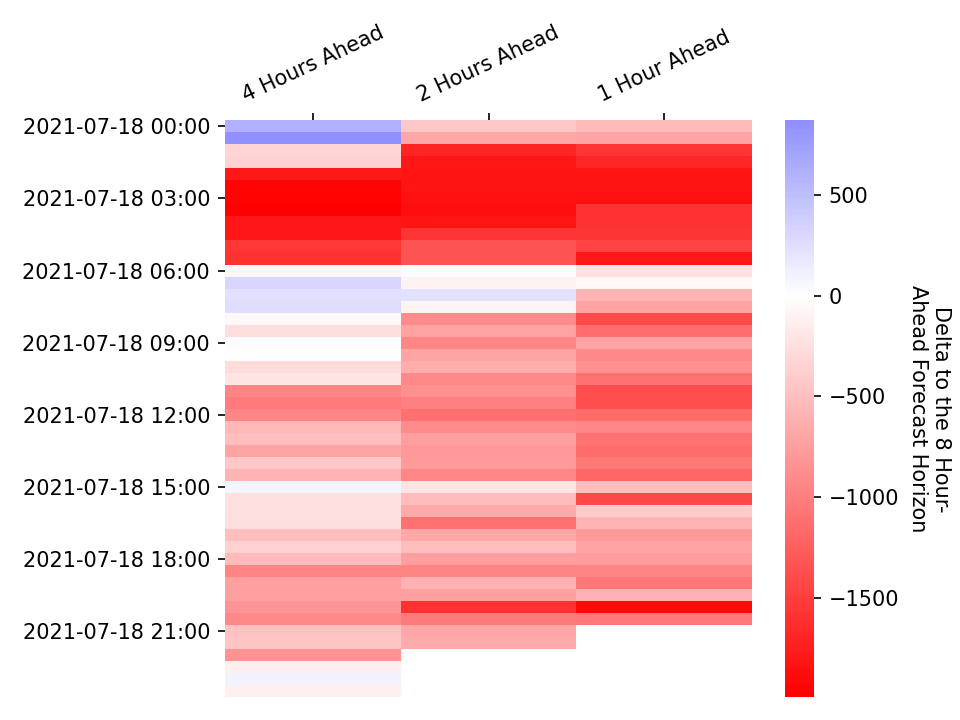 4 Hours Ahead
2 Hours Ahead
1 Hour Ahead
2021-07-18 00:00
2021-07-18 03:00
2021-07-18 06:00
2021-07-18 09:00
2021-07-18 12:00
2021-07-18 15:00
2021-07-18 18:00
2021-07-18 21:00
500
0
−500
−1000
−1500
Delta to the 8 Hour-
Ahead Forecast Horizon